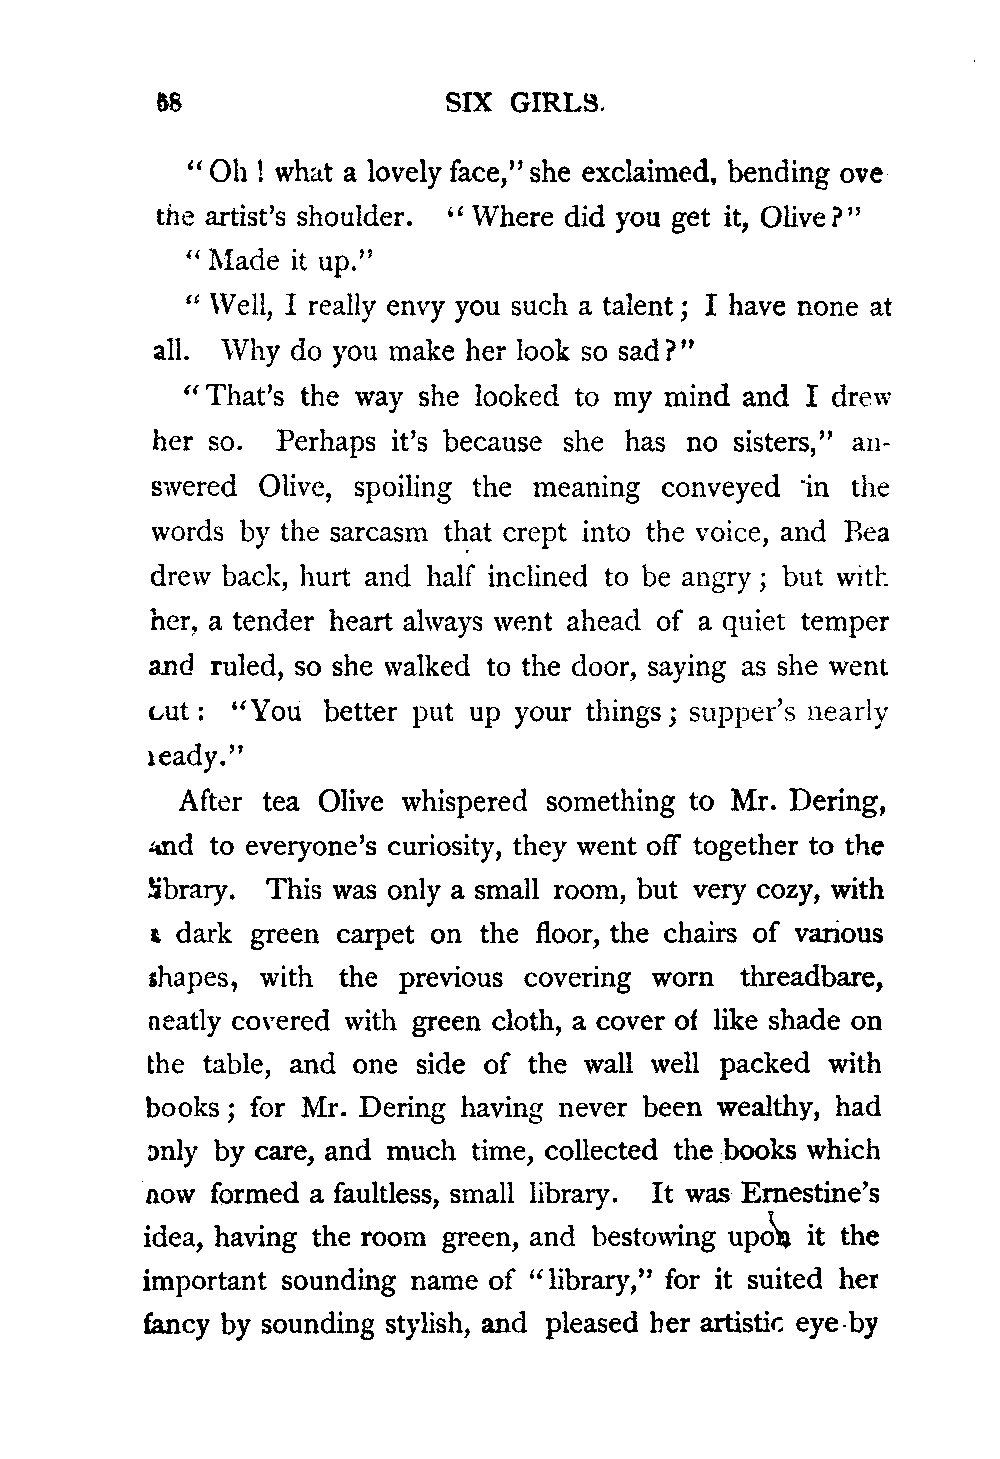 58 SIX GIRLS.
“Oh ! what a lovely face,” she exclaimed, bending ove
the artist’s shoulder. “Where did you get it, Olive?”
“Made it up.”
“Well, I really envy you such a talent; I have none at
all. Why do you make her look so sad?”
“That’s the way she looked to my mind and I drew
her so. Perhaps it’s because she has no sisters,” an-
swered Olive, spoiling the meaning conveyed in the
words by the sarcasm that crept into the voice, and Bea
drew back, hurt and half inclined to be angry; but with
her, a tender heart always went ahead of a quiet temper
and ruled, so she walked to the door, saying as she went
out: “You better put up your things; supper’s nearly
ready.”
After tea Olive whispered something to Mr. Dering,
and to everyone’s curiosity, they went off together to the
library. This was only a small room, but very cozy, with
a dark green carpet on the floor, the chairs of various
shapes, with the previous covering worn threadbare,
neatly covered with green cloth, a cover of like shade on
the table, and one side of the wall well packed with
books; for Mr. Dering having never been wealthy, had
only by care, and much time, collected the books which
now formed a faultless, small library. It was Ernestine’s
idea, having the room green, and bestowing upon it the
important sounding name of “library,” for it suited her
fancy by sounding stylish, and pleased her artistic eye by